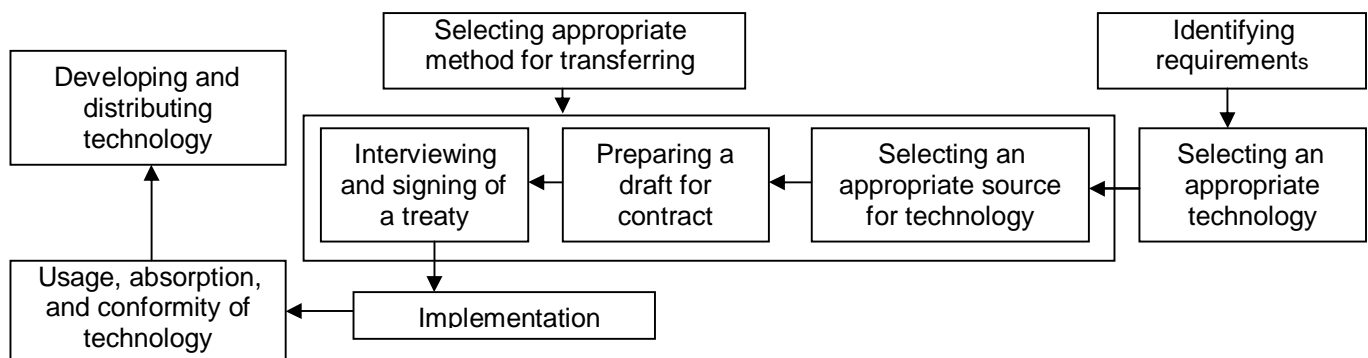 Selecting appropriate
method for transferring
Identifying
requirements
Developing and
distributing
technology
Interviewing
and signing of
a treaty
Preparing a
draft for
contract
Selecting an
appropriate source
for technology
Selecting an
appropriate
technology
Usage, absorption,
and conformity of
technology
Implementation